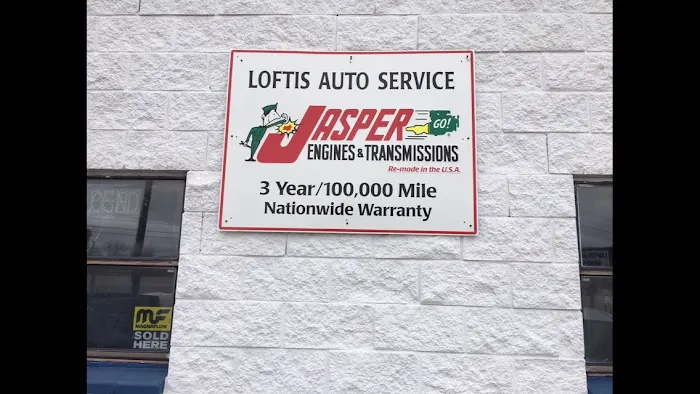 LOFTIS AUTO SERVICE
JASPER
GO!
ENGINES & TRANSMISSIONS
Re-made in the U.S.A.
3 Year/100,000 Mile
Nationwide Warranty
MF
MAGNAFLOW
SOLD
HERE